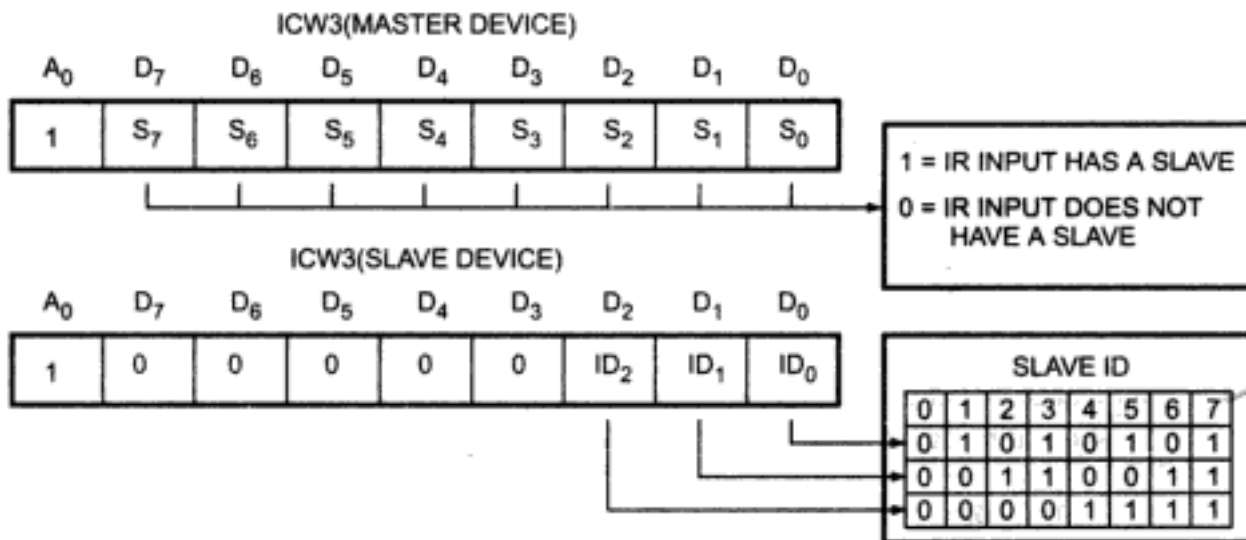 ICW3(MASTER DEVICE)
A₀ D₇ D₆ D₅ D₄ D₃ D₂ D₁ D₀
1 S₇ S₆ S₅ S₄ S₃ S₂ S₁ S₀
1 = IR INPUT HAS A SLAVE
0 = IR INPUT DOES NOT
HAVE A SLAVE
ICW3(SLAVE DEVICE)
A₀ D₇ D₆ D₅ D₄ D₃ D₂ D₁ D₀
1 0 0 0 0 0 ID₂ ID₁ ID₀
SLAVE ID
0 1 2 3 4 5 6 7
0 1 0 1 0 1 0 1
0 0 1 1 0 0 1 1
0 0 0 0 1 1 1 1